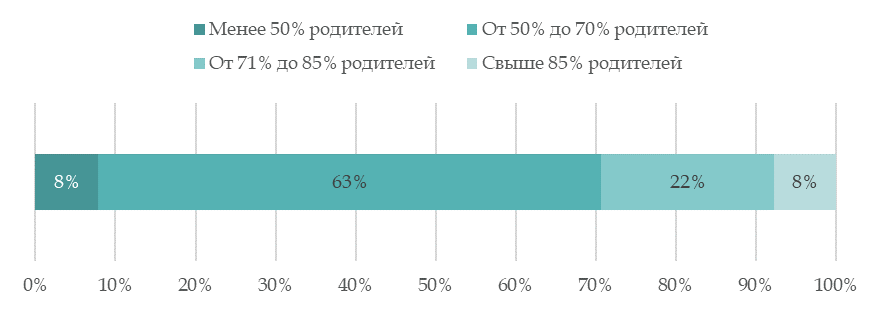 Менее 50% родителей От 50% до 70% родителей
От 71% до 85% родителей Свыше 85% родителей
8% 63% 22% 8%
0% 10% 20% 30% 40% 50% 60% 70% 80% 90% 100%